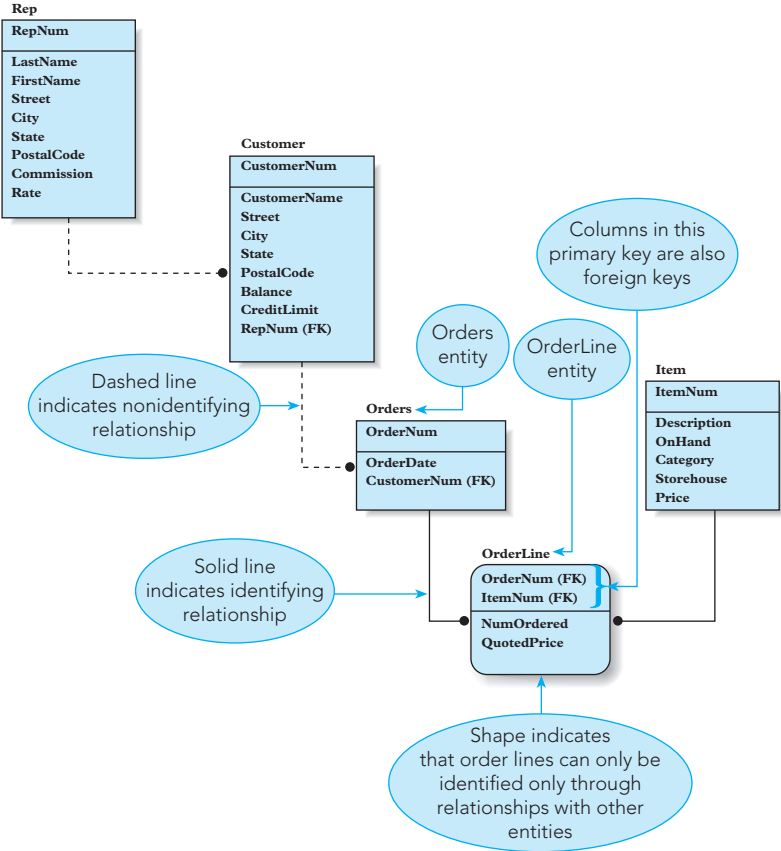 Rep
RepNum
LastName
FirstName
Street
City
State
PostalCode
Commission
Rate
Customer
CustomerNum
CustomerName
Street
City
State
PostalCode
Balance
CreditLimit
RepNum (FK)
Columns in this
primary key are also
foreign keys
Orders
entity
OrderLine
entity
Dashed line
indicates nonidentifying
relationship
Orders
OrderNum
OrderDate
CustomerNum (FK)
Item
ItemNum
Description
OnHand
Category
Storehouse
Price
Solid line
indicates identifying
relationship
OrderLine
OrderNum (FK)
ItemNum (FK)
NumOrdered
QuotedPrice
Shape indicates
that order lines can only be
identified only through
relationships with other
entities